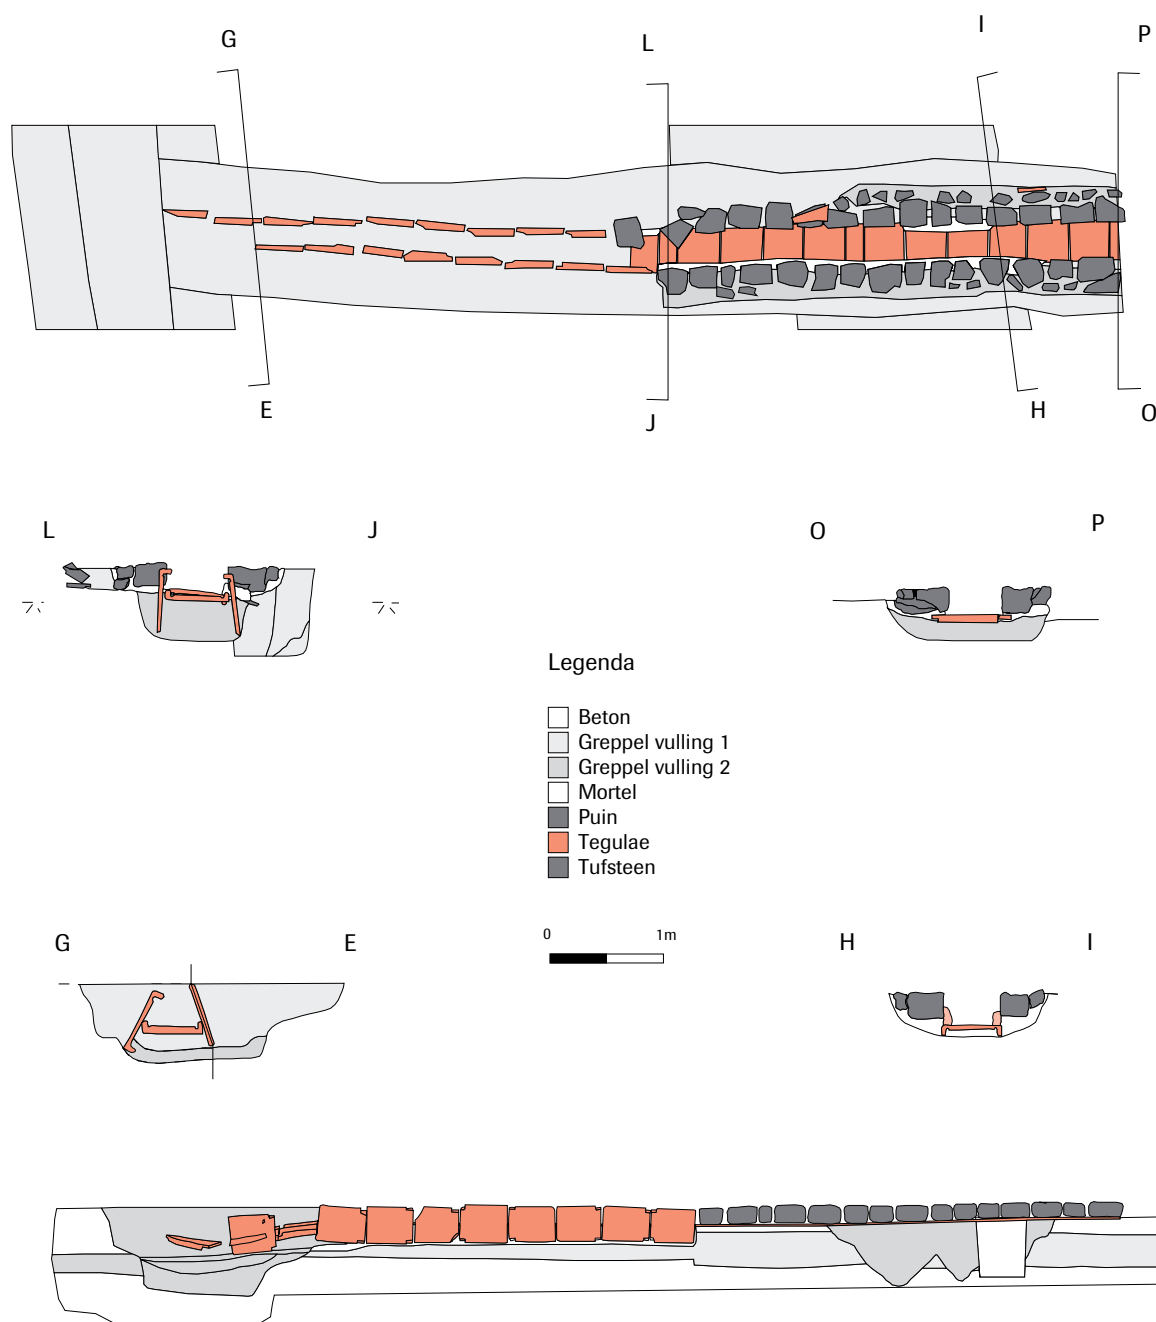 G
L
I
P
E
J
H
O
L
J
O
P
Legenda
Beton
Greppel vulling 1
Greppel vulling 2
Mortel
Puin
Tegulae
Tufsteen
G
E
0
1m
H
I